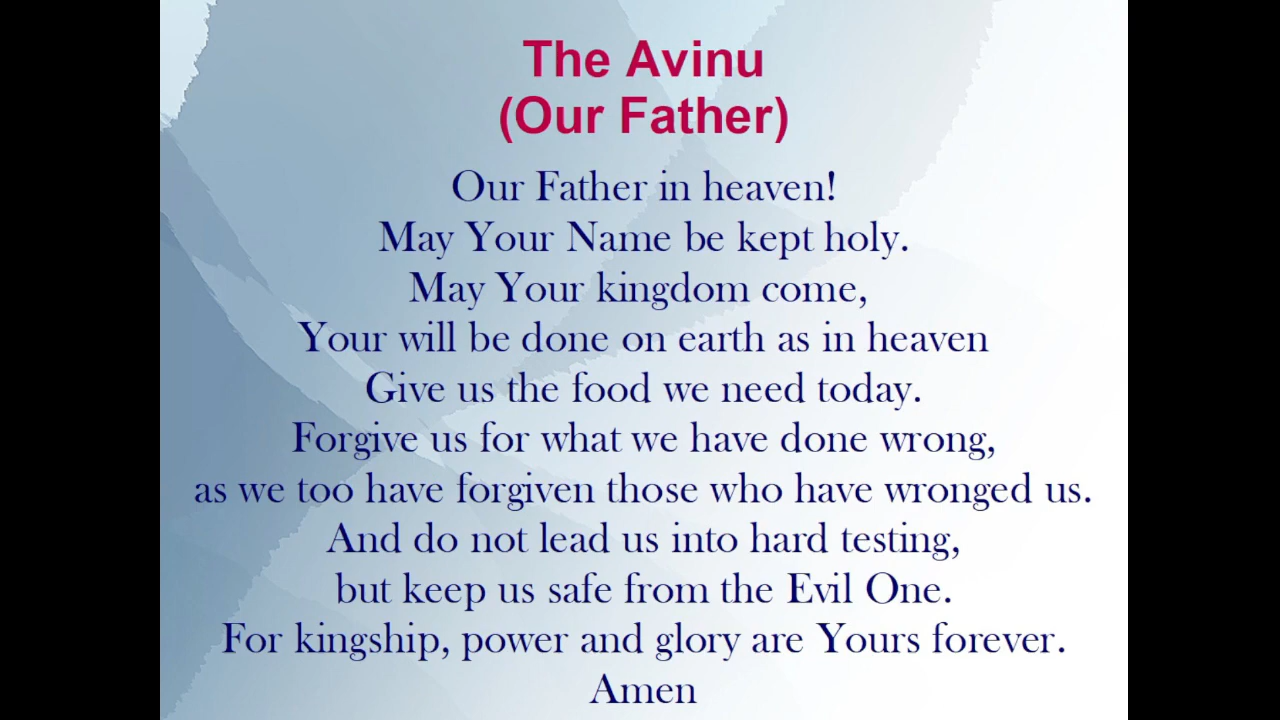 The Avinu
(Our Father)
Our Father in heaven!
May Your Name be kept holy.
May Your kingdom come,
Your will be done on earth as in heaven
Give us the food we need today.
Forgive us for what we have done wrong,
as we too have forgiven those who have wronged us.
And do not lead us into hard testing,
but keep us safe from the Evil One.
For kingship, power and glory are Yours forever.
Amen